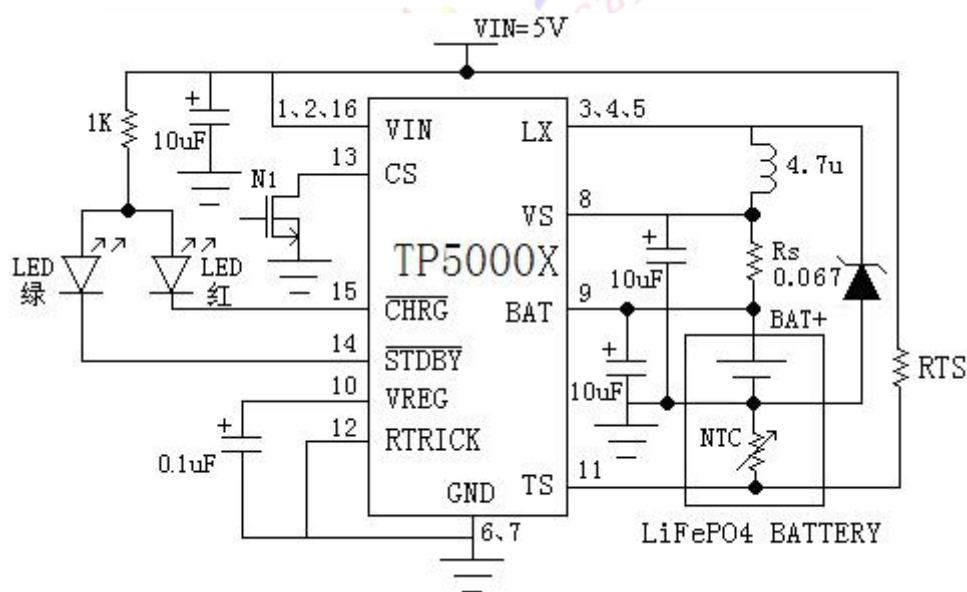 VIN=5V
1K
10uF
1、2、16
3、4、5
VIN
LX
4.7u
13
CS
N1
8
VS
TP5000X
Rs
0.067
10uF
LED
绿
LED
红
15
CHRG
9
BAT
BAT+
14
STDBY
10uF
RTS
10
VREG
NTC
12
RTRICK
0.1uF
11
TS
GND
6、7
LiFePO4 BATTERY